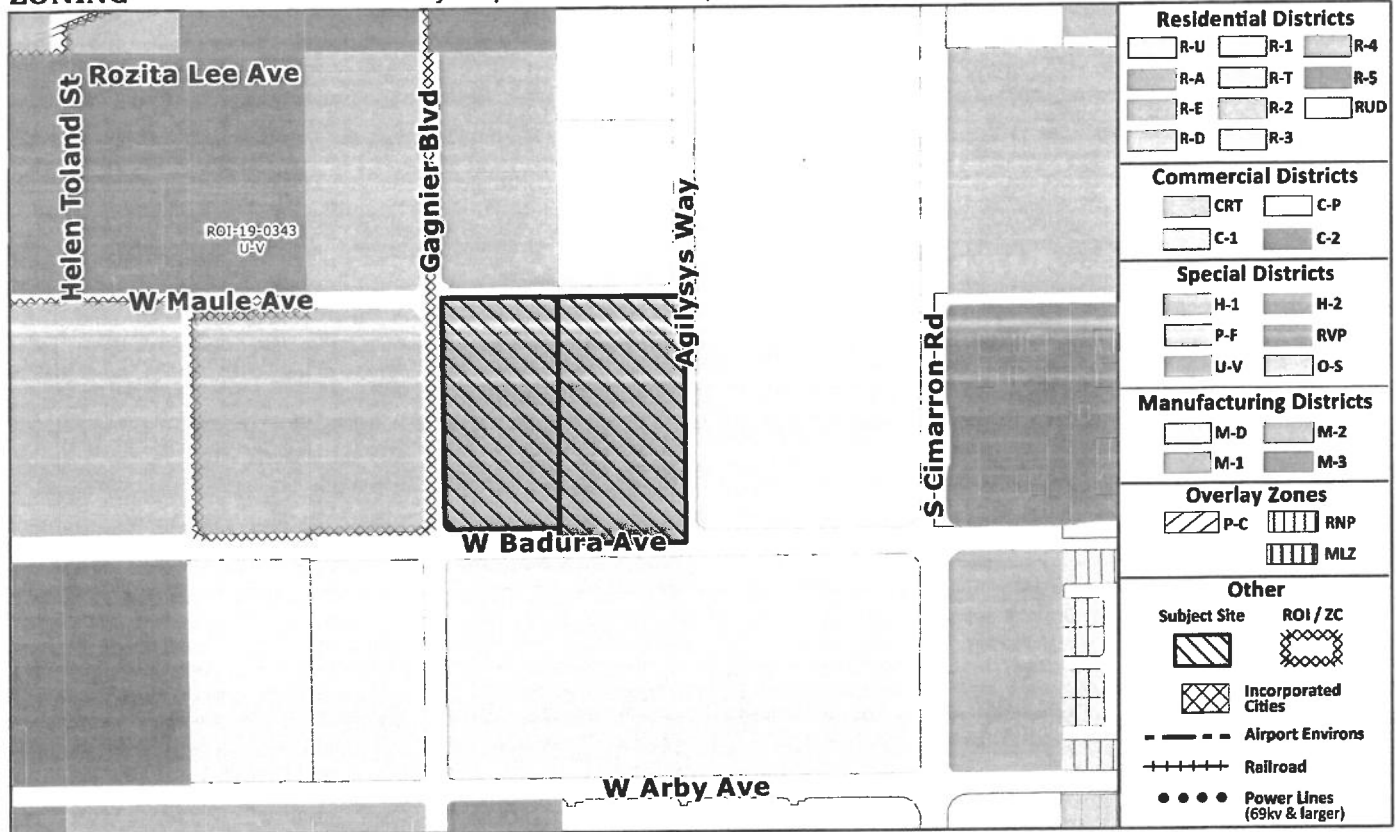 ZONING
Rozita Lee Ave
Helen Toland St
Gagnier Blvd
ROI-19-0343
U-V
W Maule Ave
Agilysys Way
S Cimarron Rd
W Badura Ave
W Arby Ave
Residential Districts
R-U R-1 R-4
R-A R-T R-5
R-E R-2 RUD
R-D R-3
Commercial Districts
CRT C-P
C-1 C-2
Special Districts
H-1 H-2
P-F RVP
U-V O-S
Manufacturing Districts
M-D M-2
M-1 M-3
Overlay Zones
P-C RNP
MLZ
Other
Subject Site ROI / ZC
Incorporated
Cities
Airport Environs
Railroad
Power Lines
(69kv & larger)